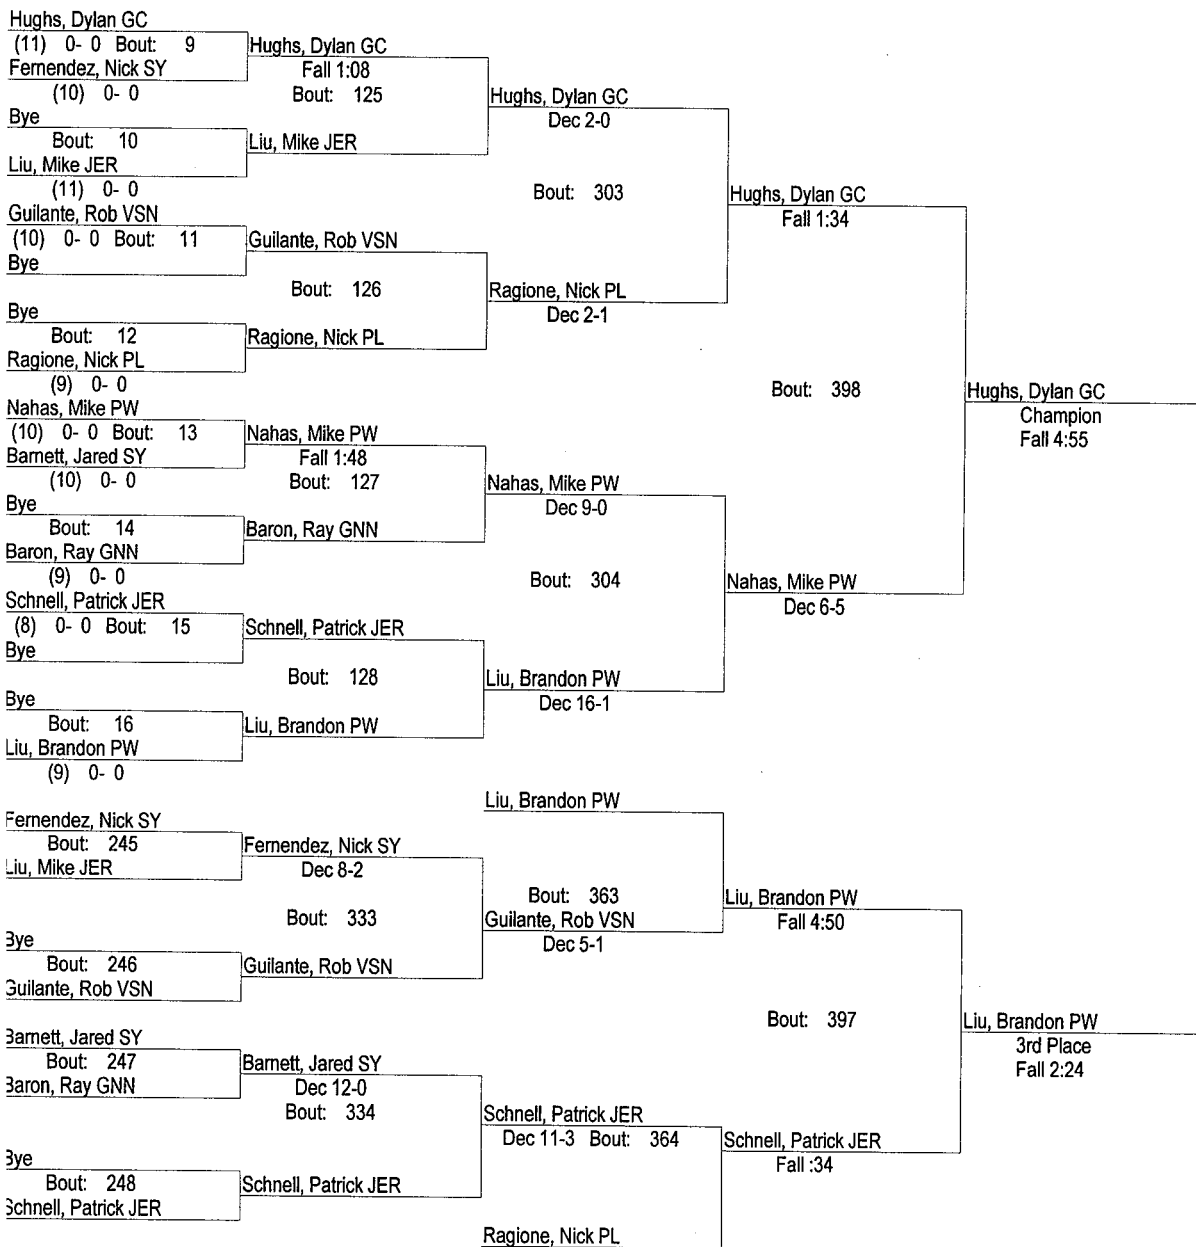 Hughs, Dylan GC
(11) 0- 0 Bout: 9
Fernendez, Nick SY
(10) 0- 0
Bye
Bout: 10
Liu, Mike JER
(11) 0- 0
Guilante, Rob VSN
(10) 0- 0 Bout: 11
Bye
Bye
Bout: 12
Ragione, Nick PL
(9) 0- 0
Nahas, Mike PW
(10) 0- 0 Bout: 13
Barnett, Jared SY
(10) 0- 0
Bye
Bout: 14
Baron, Ray GNN
(9) 0- 0
Schnell, Patrick JER
(8) 0- 0 Bout: 15
Bye
Bye
Bout: 16
Liu, Brandon PW
(9) 0- 0
Hughs, Dylan GC
Fall 1:08
Bout: 125
Liu, Mike JER
Guilante, Rob VSN
Bout: 126
Ragione, Nick PL
Nahas, Mike PW
Fall 1:48
Bout: 127
Baron, Ray GNN
Schnell, Patrick JER
Bout: 128
Liu, Brandon PW
Hughs, Dylan GC
Dec 2-0
Bout: 303
Ragione, Nick PL
Dec 2-1
Nahas, Mike PW
Dec 9-0
Bout: 304
Liu, Brandon PW
Dec 16-1
Hughs, Dylan GC
Fall 1:34
Bout: 398
Nahas, Mike PW
Dec 6-5
Hughs, Dylan GC
Champion
Fall 4:55
Fernendez, Nick SY
Bout: 245
Liu, Mike JER
Bye
Bout: 246
Guilante, Rob VSN
Barnett, Jared SY
Bout: 247
Baron, Ray GNN
Bye
Bout: 248
Schnell, Patrick JER
Fernendez, Nick SY
Dec 8-2
Bout: 333
Guilante, Rob VSN
Barnett, Jared SY
Dec 12-0
Bout: 334
Schnell, Patrick JER
Liu, Brandon PW
Bout: 363
Guilante, Rob VSN
Dec 5-1
Schnell, Patrick JER
Dec 11-3 Bout: 364
Ragione, Nick PL
Liu, Brandon PW
Fall 4:50
Bout: 397
Schnell, Patrick JER
Fall :34
Liu, Brandon PW
3rd Place
Fall 2:24